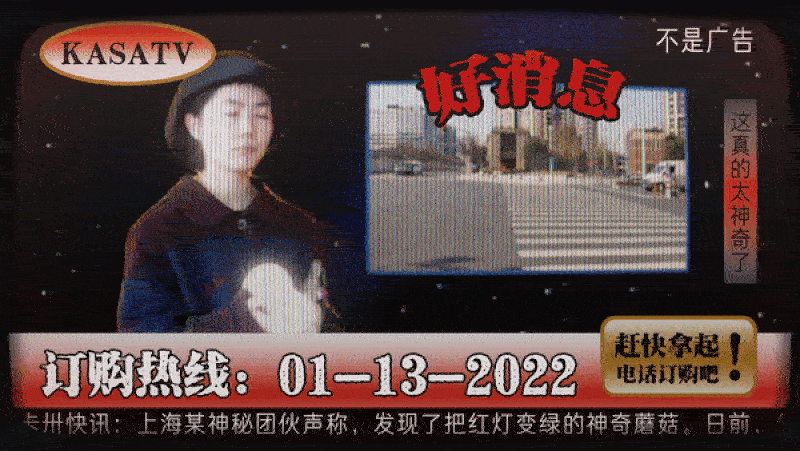 KASATV
不是广告
好消息
这真的太神奇了
订购热线：01-13-2022
赶快拿起
电话订购吧！
卡卅快讯：上海某神秘团伙声称，发现了把红灯变绿的神奇蘑菇。日前，